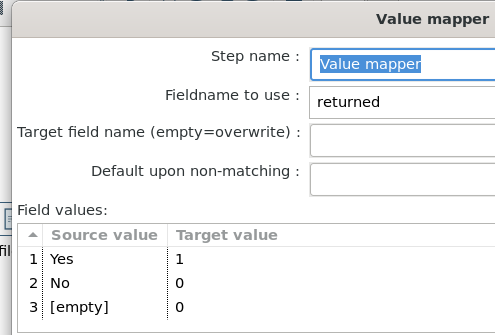 Value mapper
Step name :
Value mapper
Fieldname to use :
returned
Target field name (empty=overwrite) :
Default upon non-matching :
Field values:
Source value Target value
1 Yes 1
2 No 0
3 [empty] 0